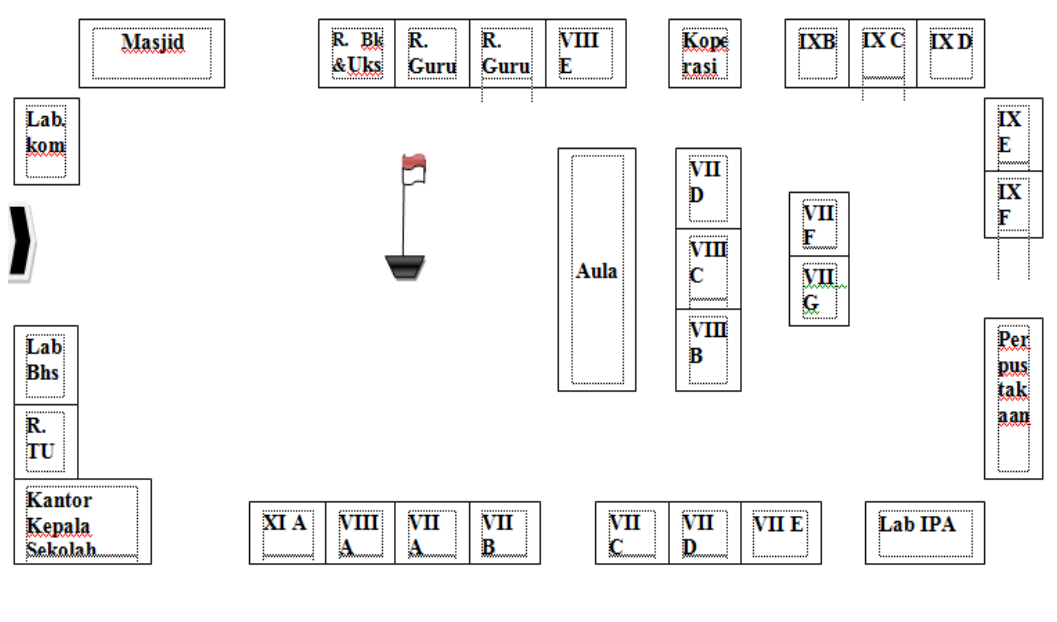 Masjid
R. Bk
&Uks
R.
Guru
R.
Guru
VIII
E
Kope
rasi
IXB
IX C
IX D
Lab.
kom
IX
E
IX
F
VII
D
VIII
C
VIII
B
VII
F
VII
G
Aula
Lab
Bhs
R.
TU
Kantor
Kepala
Sekolah
Per
pus
tak
aan
XI A
VIII
A
VII
A
VII
B
VII
C
VII
D
VII E
Lab IPA